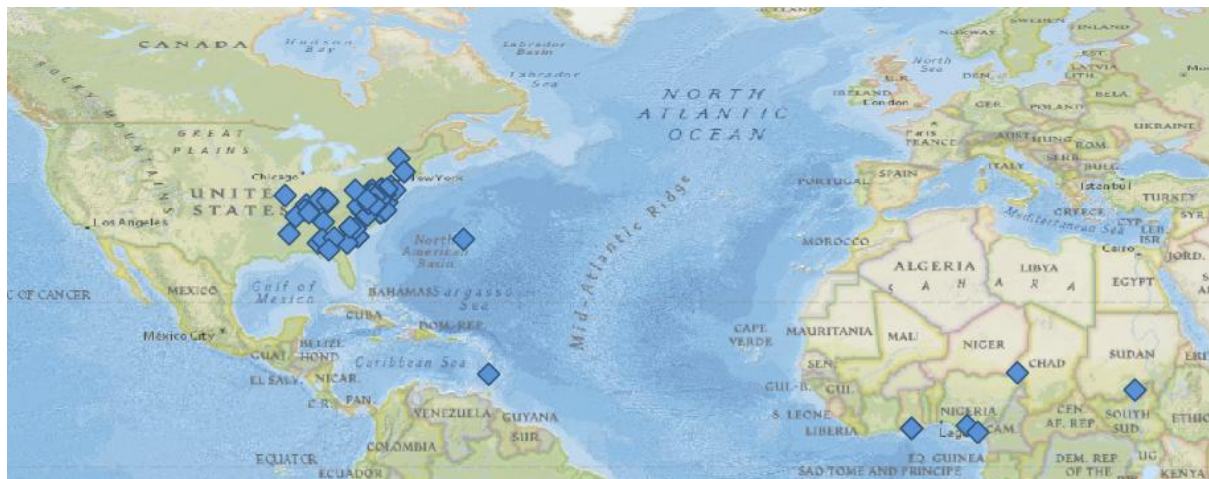 ICELAND
SWEDEN
FINLAND
NORWAY
CANADA
Hudson
Bay
Labrador
Basin
Labrador
Sea
North
Sea
EST.
LATVIA
LITH.
DEN.
U.K.
IRELAND
London
BELA.
ROCKY MOUNTAINS
NORTH
ATLANTIC
OCEAN
GER.
POLAND
Paris
FRANCE
UKRAINE
AUST.
HUNG.
ROM.
GREAT
PLAINS
Chicago
New York
SERB.
BULG.
ITALY
PORTUGAL
SPAIN
Istanbul
TURKEY
UNITED
STATES
Los Angeles
GREECE
CYP.
SYR.
LEB.
ISR.
Mediterranean Sea
North
American
Basin
Mid-Atlantic Ridge
MOROCCO
Cairo
JORD.
ALGERIA
LIBYA
EGYPT
SAHARA
C OF CANCER
MEXICO
Gulf of
Mexico
BAHAMAS
Sargasso
Sea
CUBA
Mexico City
DOM. REP.
CAPE
VERDE
MAURITANIA
MALI
NIGER
CHAD
SUDAN
BELIZE
HOND.
GUAT.
Caribbean Sea
EL SALV.
NICAR.
SEN.
GUI.-B.
GUI.
C.R.
PAN.
VENEZUELA
GUYANA
SUR.
S. LEONE
LIBERIA
NIGERIA
Lagos
CAM.
CEN.
AF. REP.
SOUTH
SUD.
ETHIO
COLOMBIA
EQUATOR
ECUADOR
EQ. GUINEA
SAO TOME AND PRINCIPE
DEM. REP
OF THE
UG
KENYA